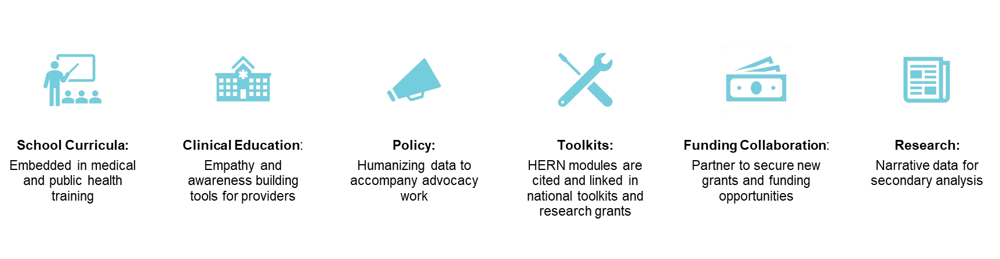 School Curricula:
Embedded in medical
and public health
training
Clinical Education:
Empathy and
awareness building
tools for providers
Policy:
Humanizing data to
accompany advocacy
work
Toolkits:
HERN modules are
cited and linked in
national toolkits and
research grants
Funding Collaboration:
Partner to secure new
grants and funding
opportunities
Research:
Narrative data for
secondary analysis